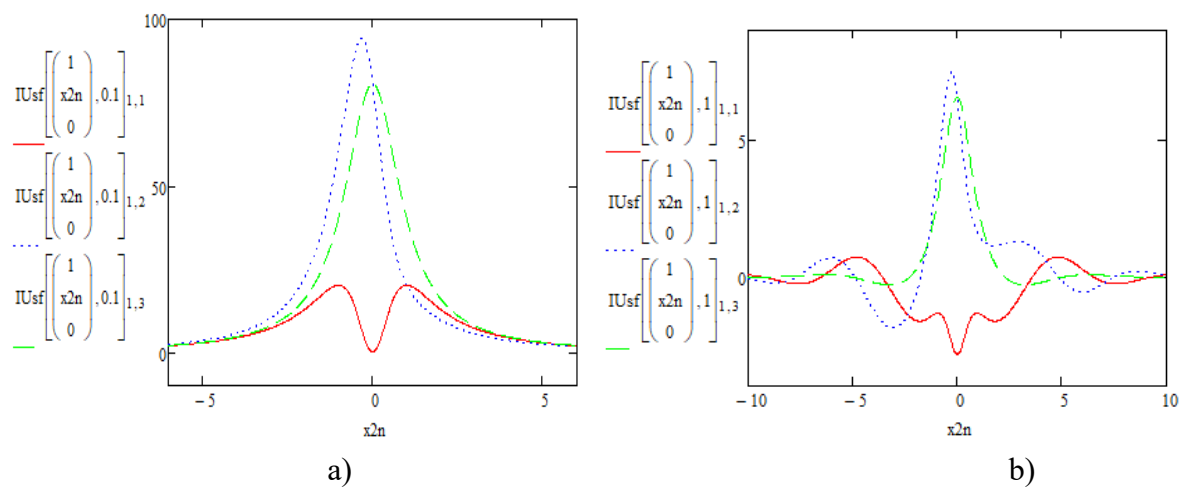 IUsf[(1 x2n 0), 0.1]1,1
IUsf[(1 x2n 0), 0.1]1,2
IUsf[(1 x2n 0), 0.1]1,3
100
50
0
−5
0
5
x2n
a)
IUsf[(1 x2n 0), 1]1,1
IUsf[(1 x2n 0), 1]1,2
IUsf[(1 x2n 0), 1]1,3
5
0
−10
−5
0
5
10
x2n
b)